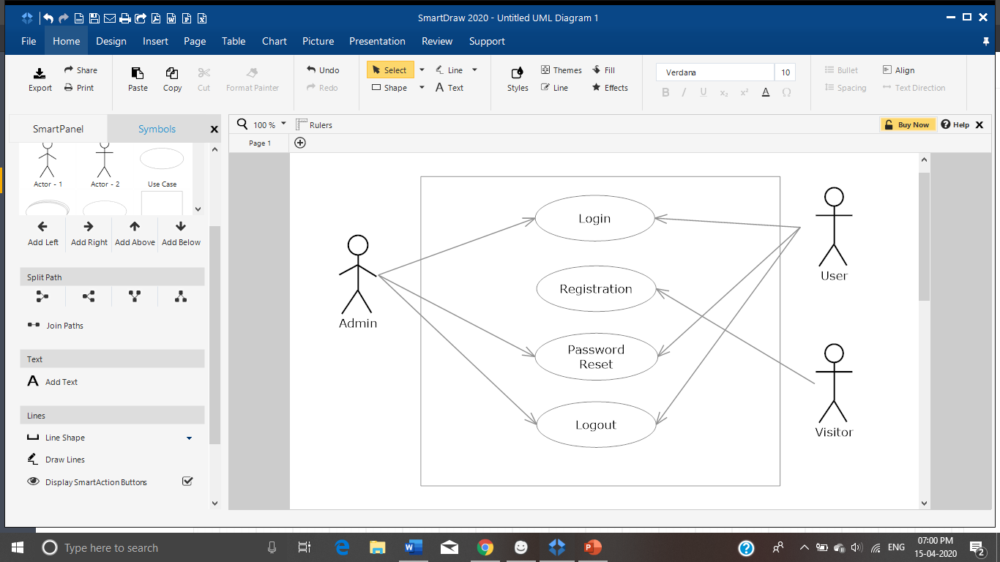 SmartDraw 2020 - Untitled UML Diagram 1
File Home Design Insert Page Table Chart Picture Presentation Review Support
Export
Share
Print
Paste
Copy
Cut
Format Painter
Undo
Redo
Select
Line
Shape
A Text
Styles
Themes
Fill
Line
Effects
Verdana 10
B I U x₂ x² A Ω
Bullet
Align
Spacing
Text Direction
SmartPanel Symbols X
100 % Rulers
Buy Now Help X
Page 1
Actor - 1 Actor - 2 Use Case
Add Left Add Right Add Above Add Below
Split Path
Join Paths
Text
A Add Text
Lines
Line Shape
Draw Lines
Display SmartAction Buttons
Login
Registration
Password
Reset
Logout
Admin
User
Visitor
Type here to search
ENG
07:00 PM
15-04-2020
2